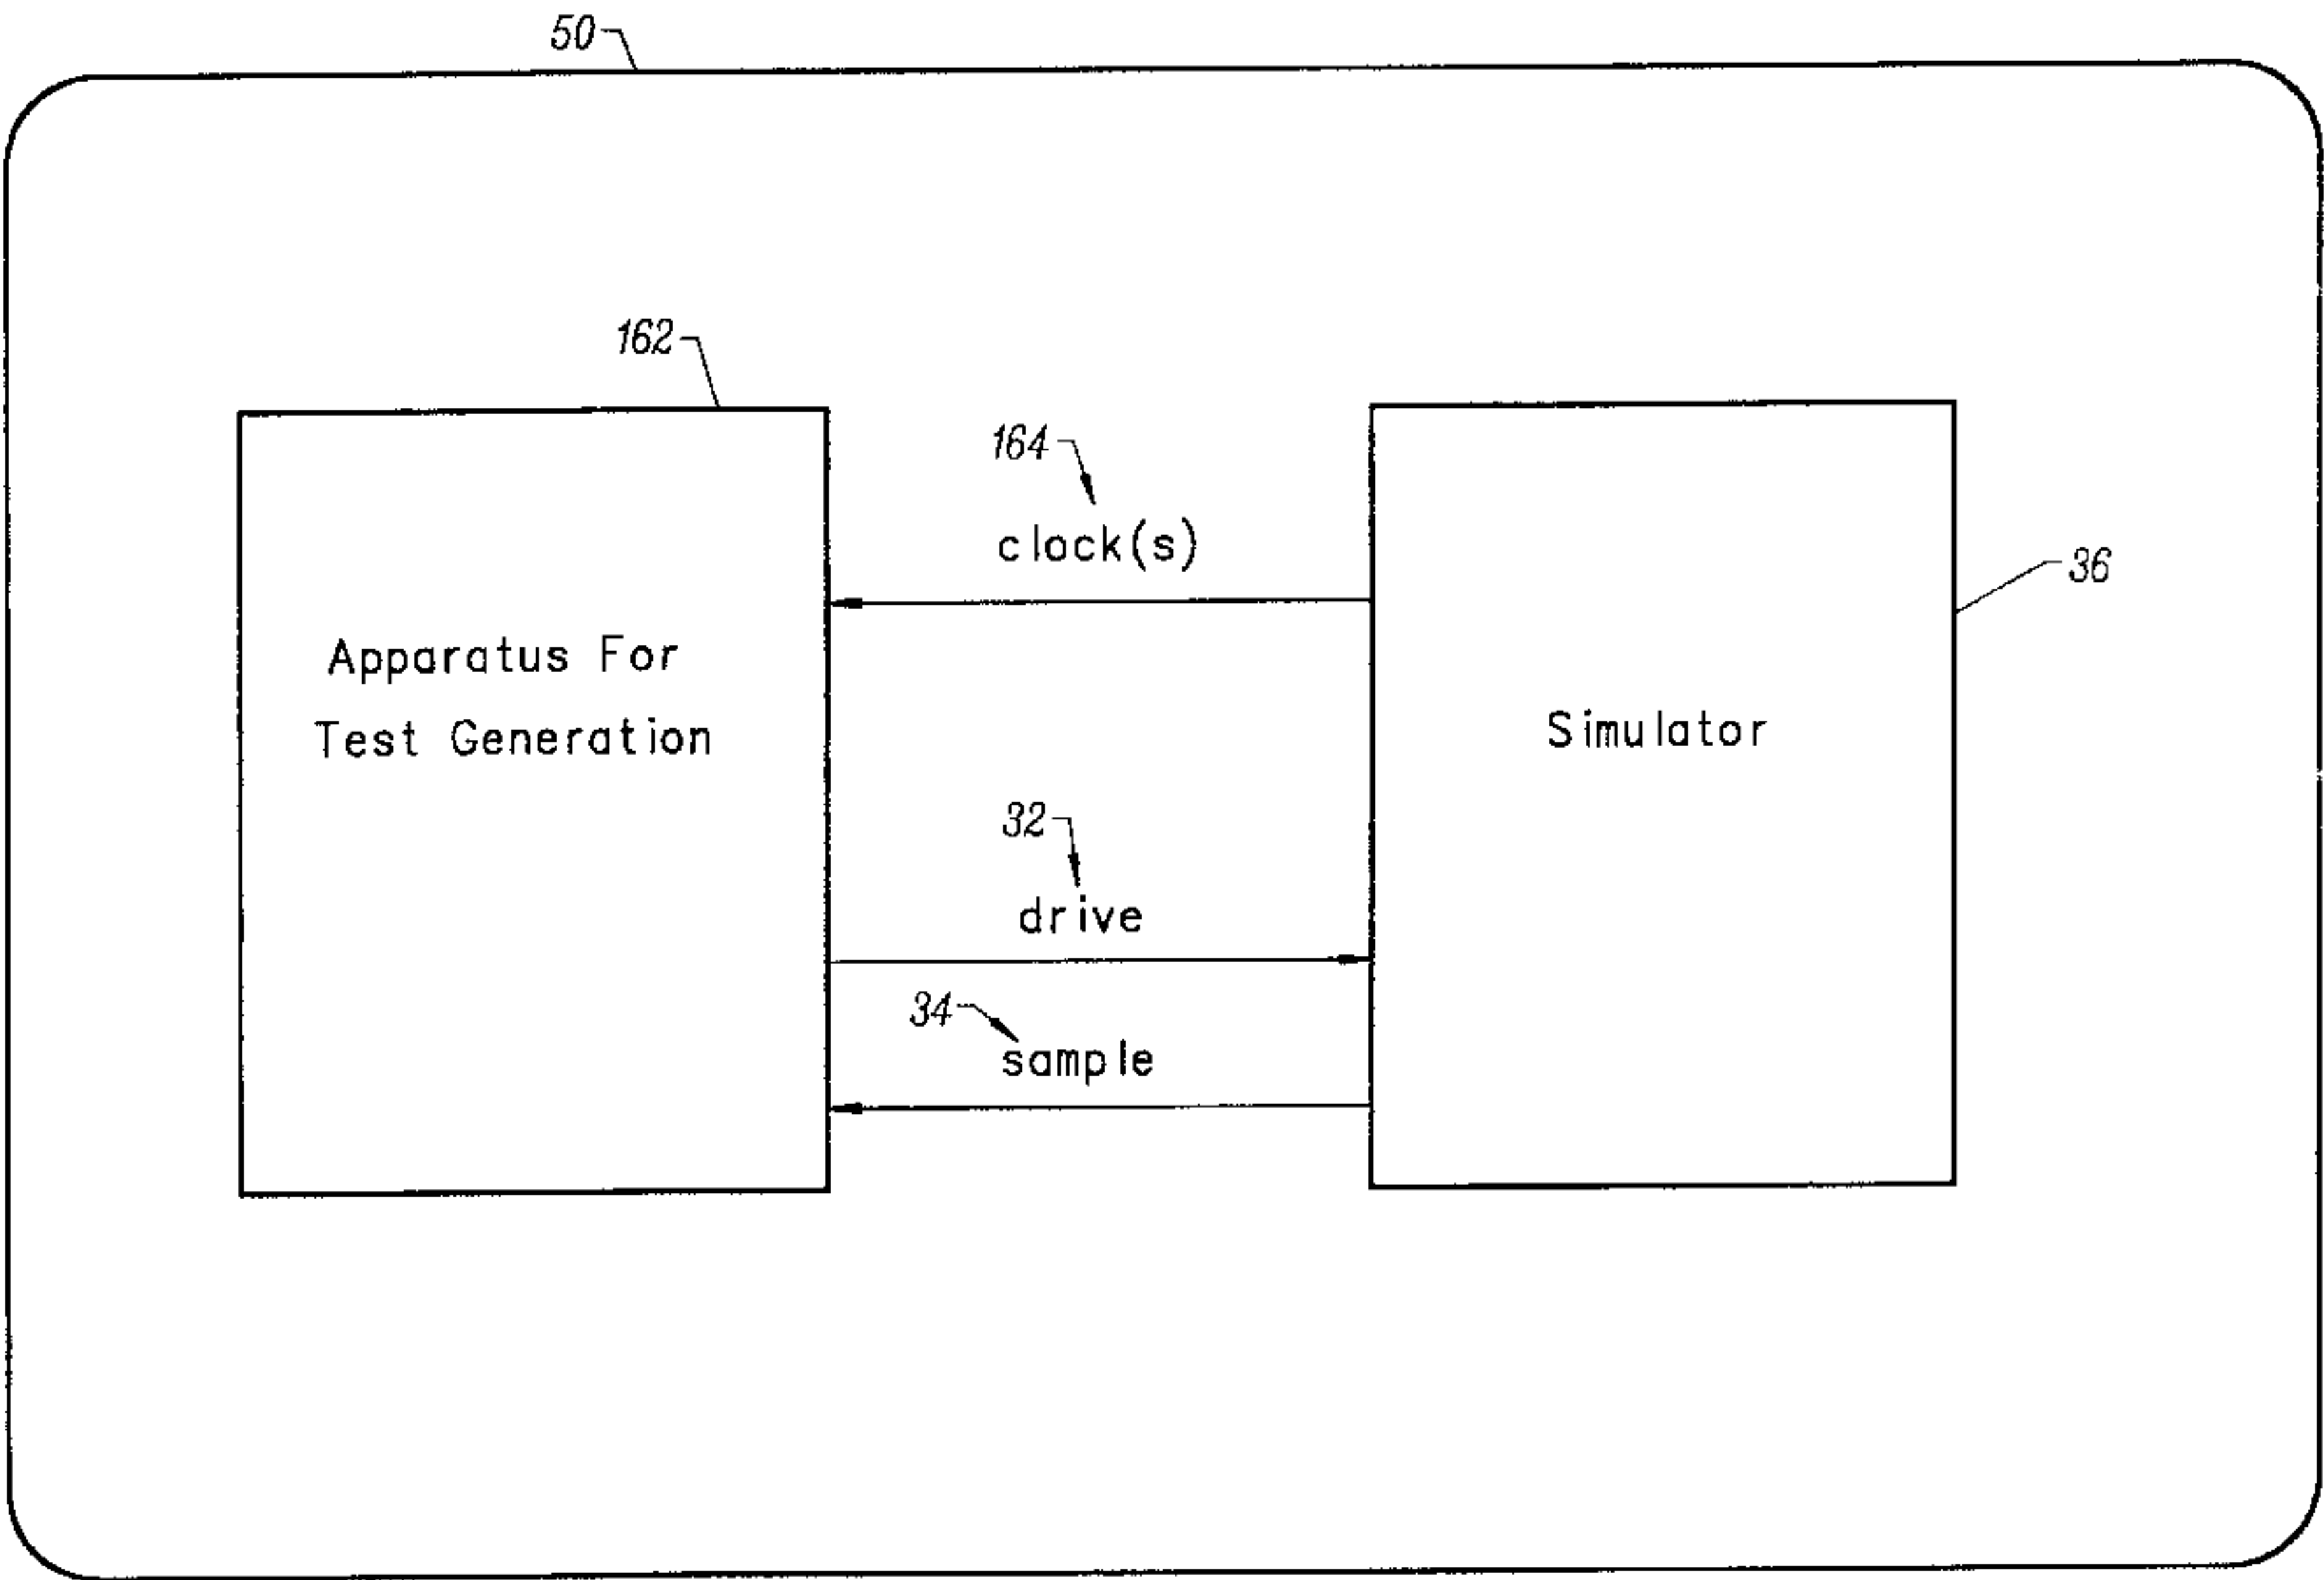 50
162
164
clock(s)
36
Apparatus For
Test Generation
Simulator
32
drive
34
sample